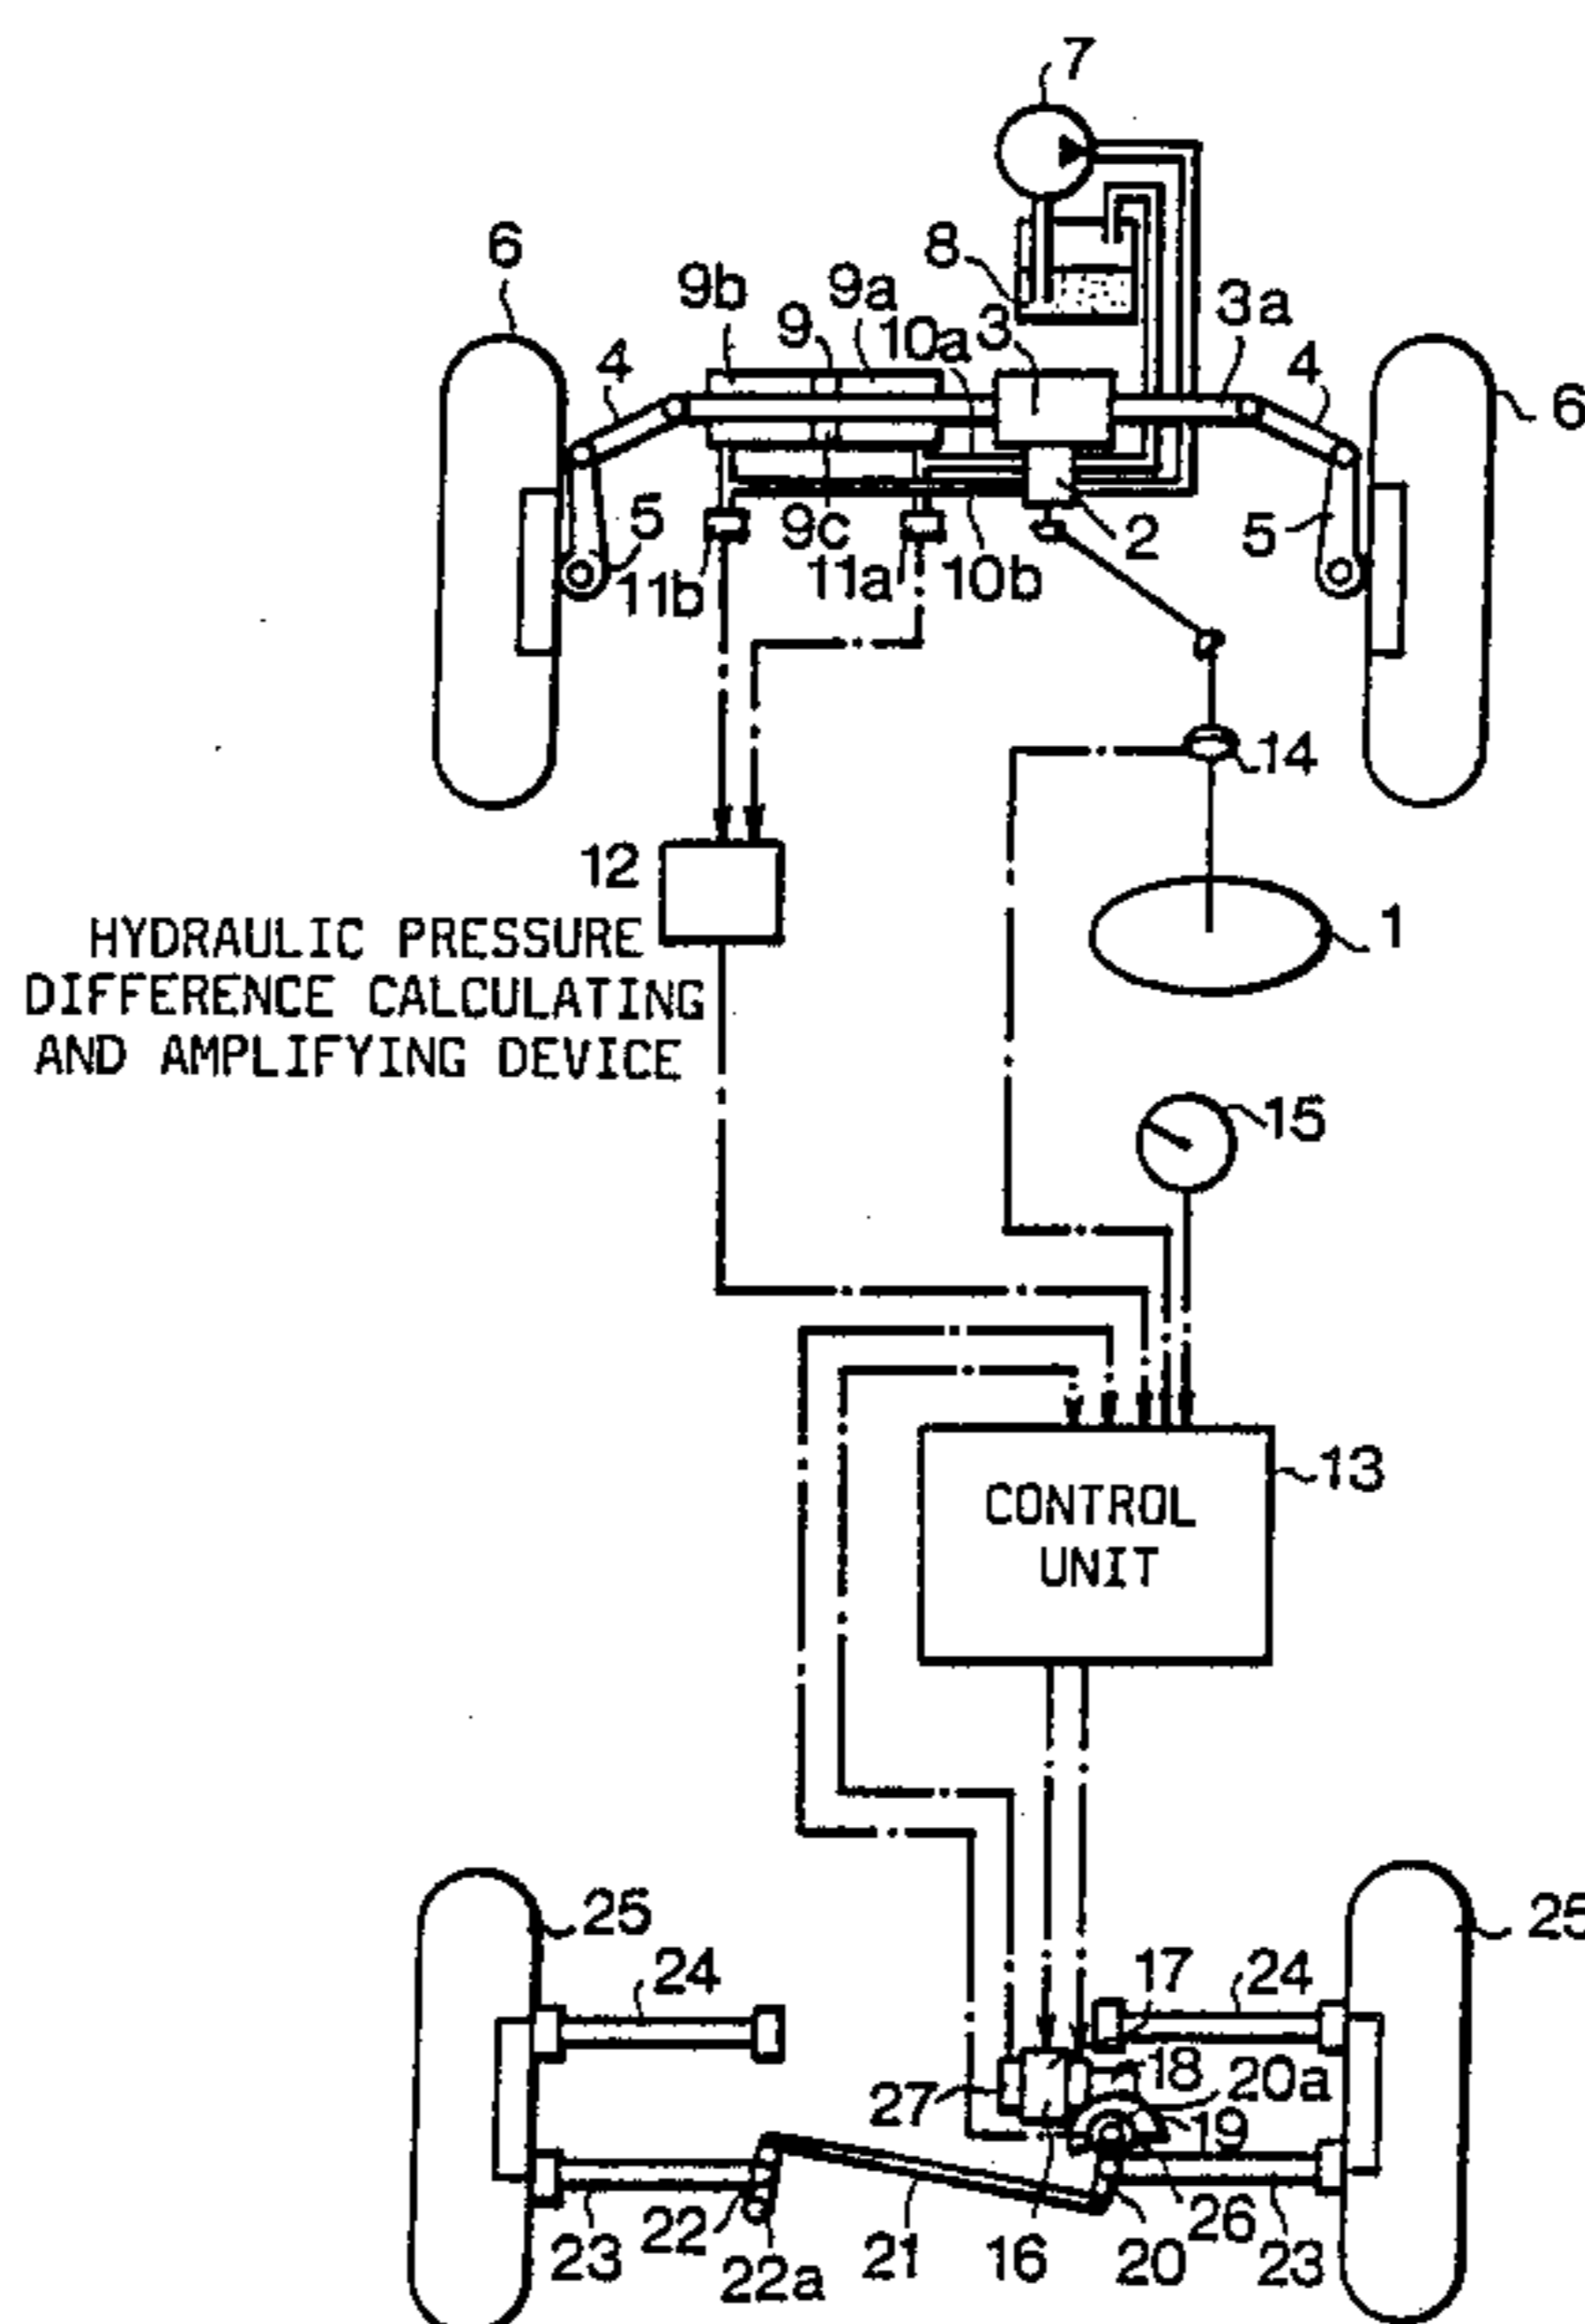 7
6
8
9b
9
9a
10a
3
3a
4
4
6
5
9c
2
5
11b
11a
10b
14
12
1
HYDRAULIC PRESSURE
DIFFERENCE CALCULATING
AND AMPLIFYING DEVICE
15
13
CONTROL
UNIT
25
25
24
17
24
18
27
20a
19
22
23
22a
21
16
20
26
23